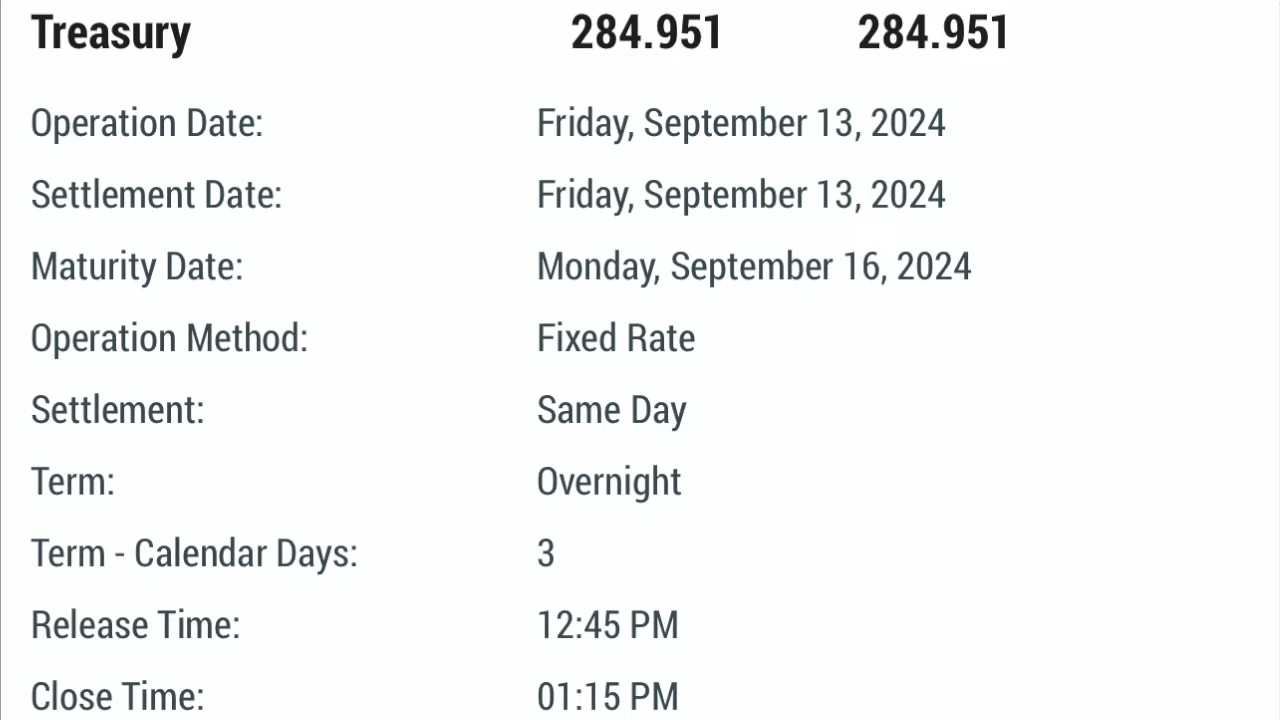 Treasury 284.951 284.951
Operation Date: Friday, September 13, 2024
Settlement Date: Friday, September 13, 2024
Maturity Date: Monday, September 16, 2024
Operation Method: Fixed Rate
Settlement: Same Day
Term: Overnight
Term - Calendar Days: 3
Release Time: 12:45 PM
Close Time: 01:15 PM